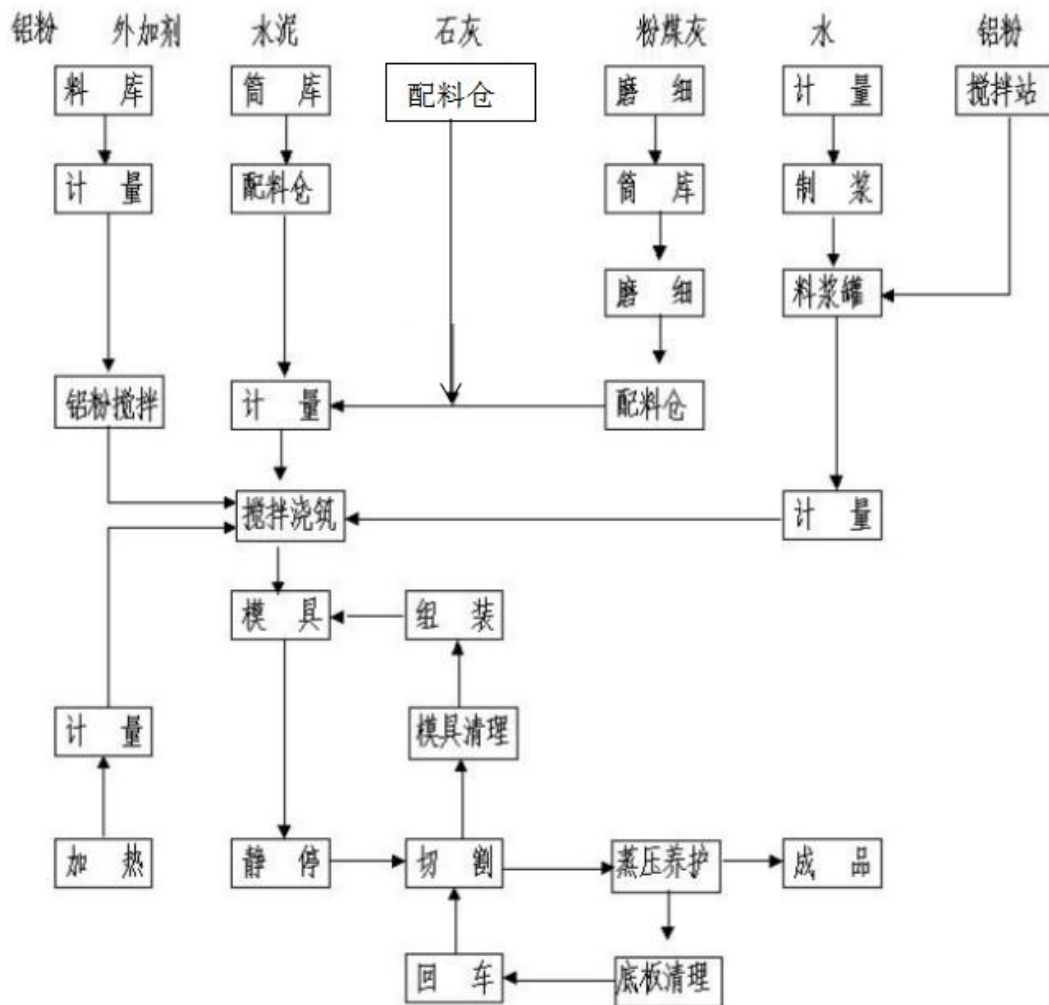 铝粉 外加剂 水泥 石灰 粉煤灰 水 铝粉
料库 筒库 配料仓 磨细 计量 搅拌站
计量 配料仓 筒库 制浆
磨细 料浆罐
铝粉搅拌 计量 配料仓
搅拌浇筑 计量
模具 组装
计量 模具清理
加热 静停 切割 蒸压养护 成品
回车 底板清理